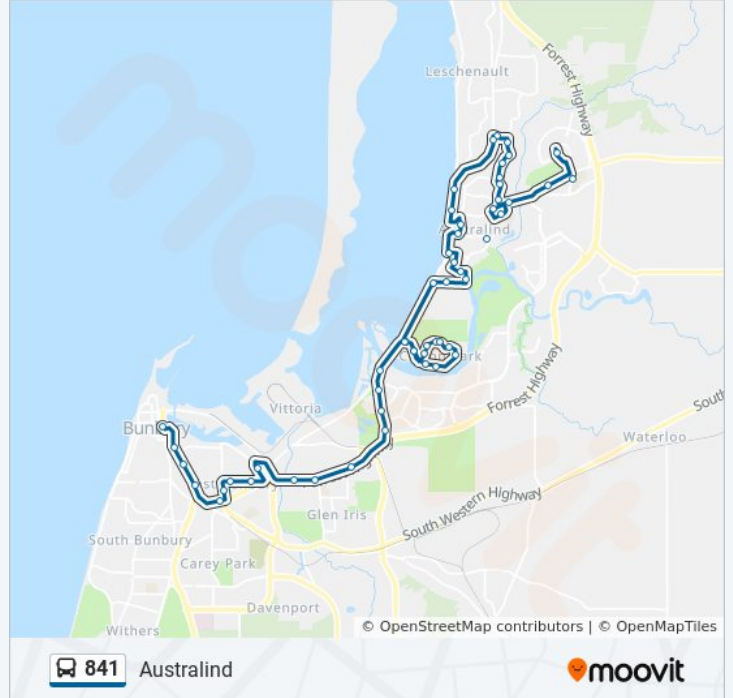 Leschenault
Forrest Highway
Australind
Park
Forrest Highway
Vittoria
South
Bunbury
Waterloo
South Western Highway
Glen Iris
South Bunbury
Carey Park
Davenport
Withers
© OpenStreetMap contributors | © OpenMapTiles
841 Australind
moovit